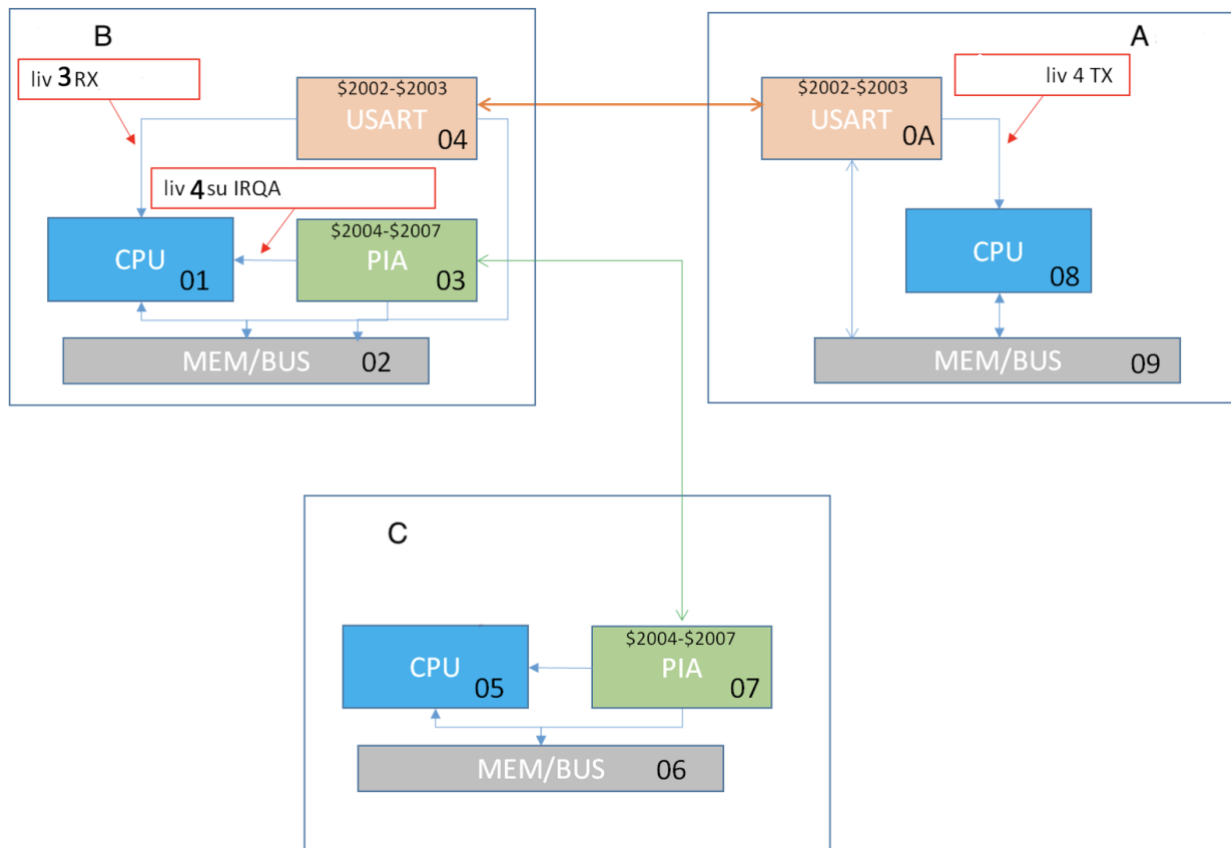 B
liv 3 RX
$2002-$2003
USART
04
liv 4 su IRQA
CPU
01
$2004-$2007
PIA
03
MEM/BUS
02
A
liv 4 TX
$2002-$2003
USART
0A
CPU
08
MEM/BUS
09
C
CPU
05
$2004-$2007
PIA
07
MEM/BUS
06